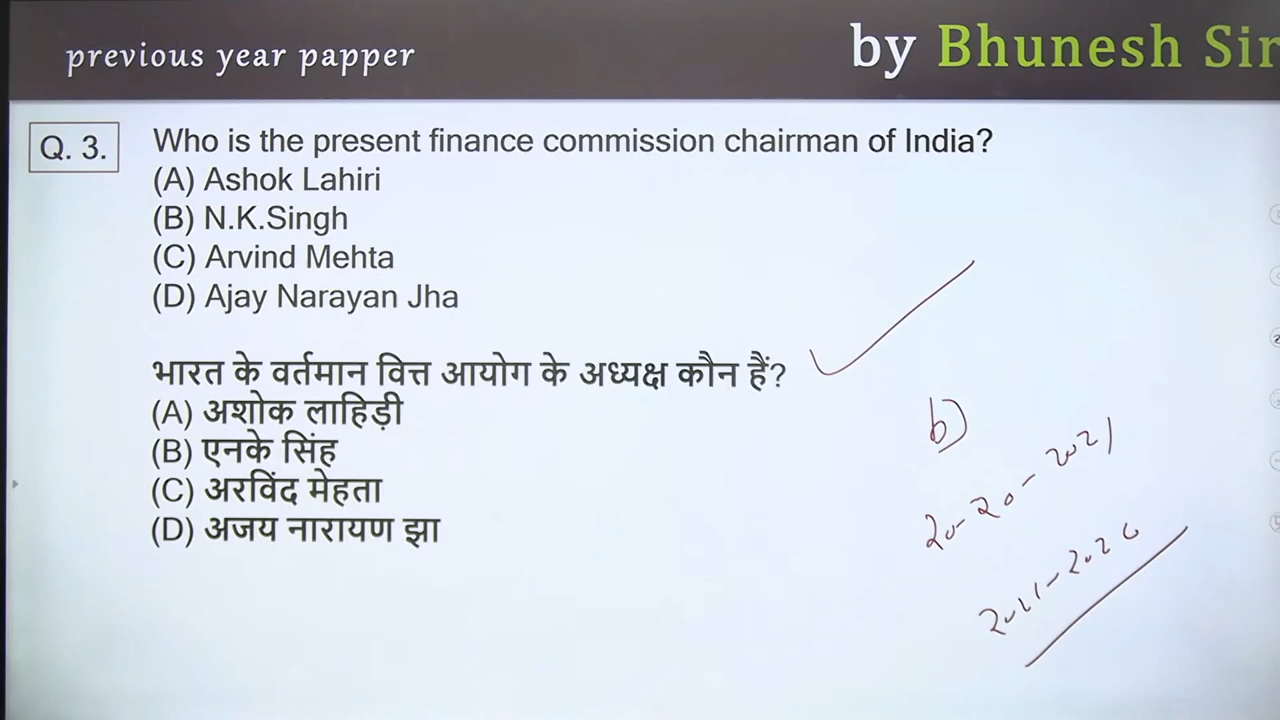 previous year papper
by Bhunesh Sir
Q. 3.
Who is the present finance commission chairman of India?
(A) Ashok Lahiri
(B) N.K.Singh
(C) Arvind Mehta
(D) Ajay Narayan Jha
भारत के वर्तमान वित्त आयोग के अध्यक्ष कौन हैं?
(A) अशोक लाहिड़ी
(B) एनके सिंह
(C) अरविंद मेहता
(D) अजय नारायण झा
b)
20-20-2021
2021-2026